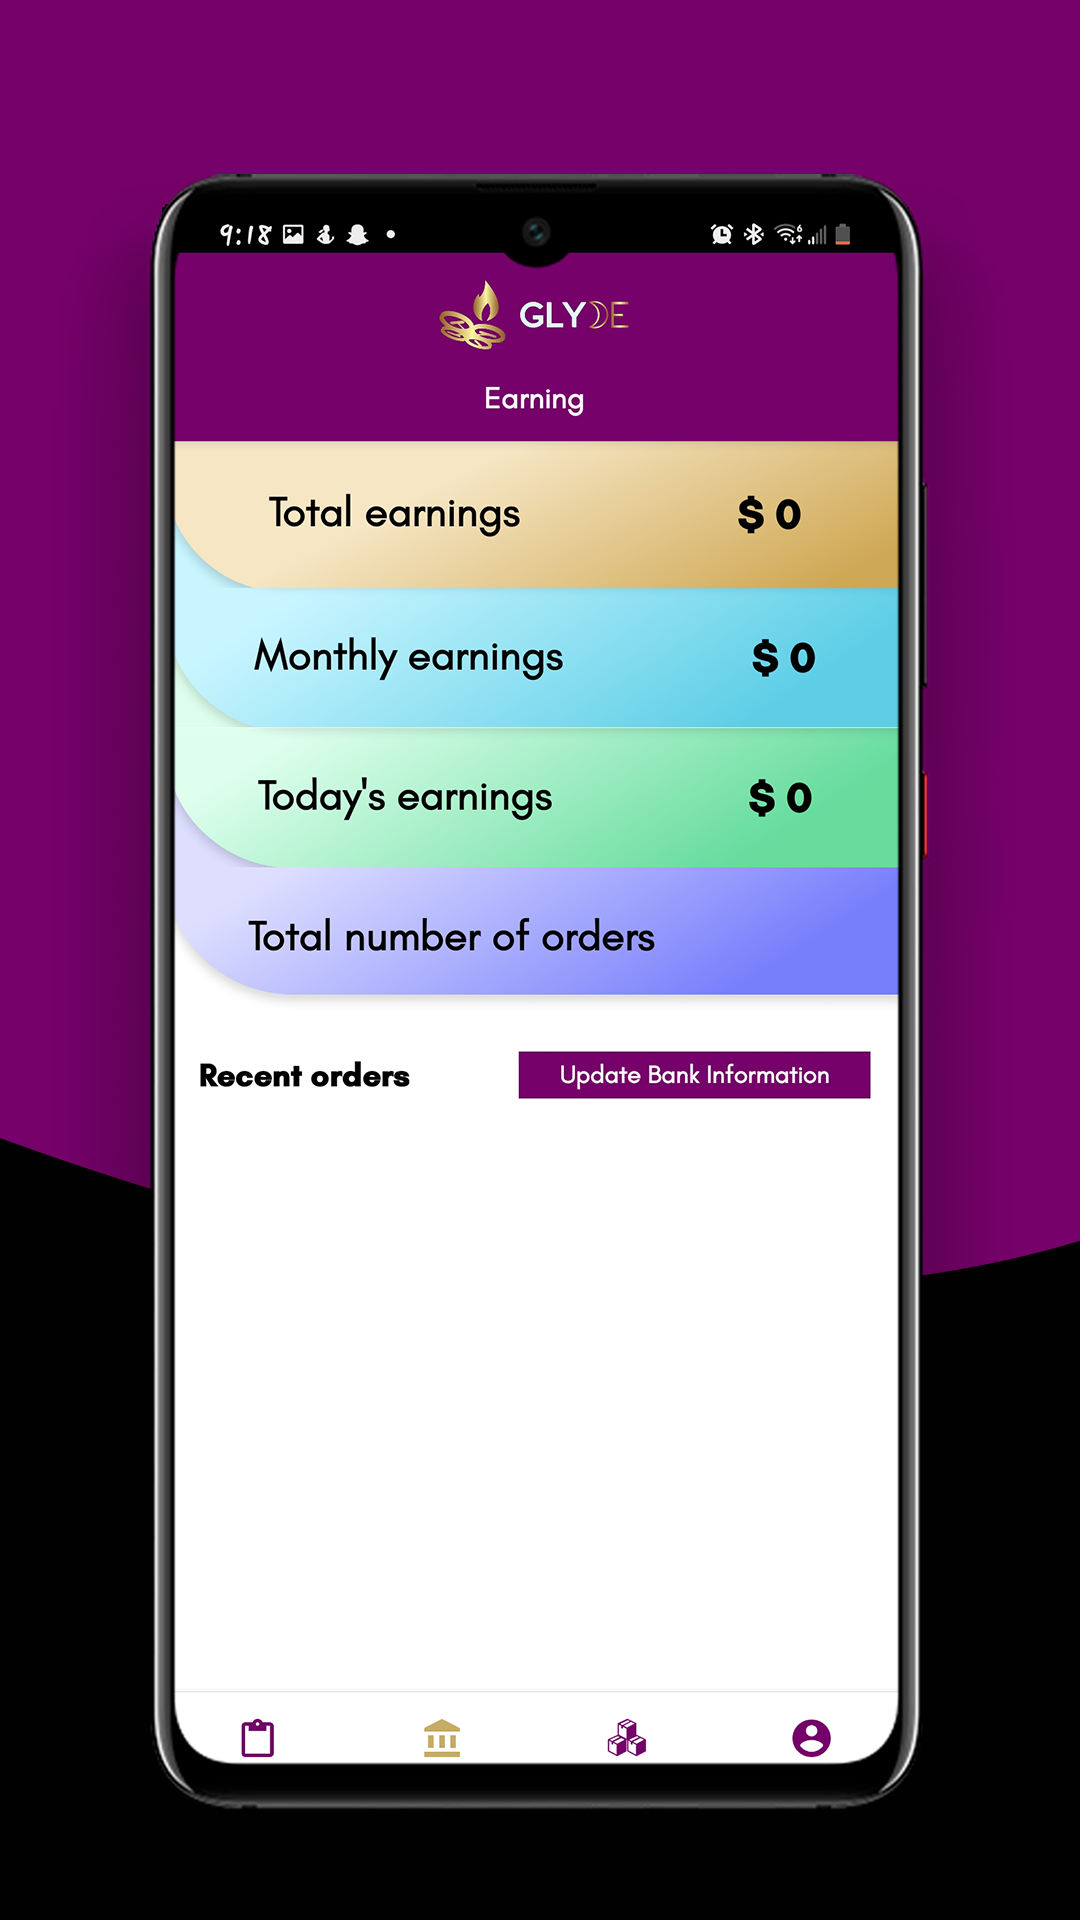 9:18
GLYDE
Earning
Total earnings $ 0
Monthly earnings $ 0
Today's earnings $ 0
Total number of orders
Recent orders Update Bank Information